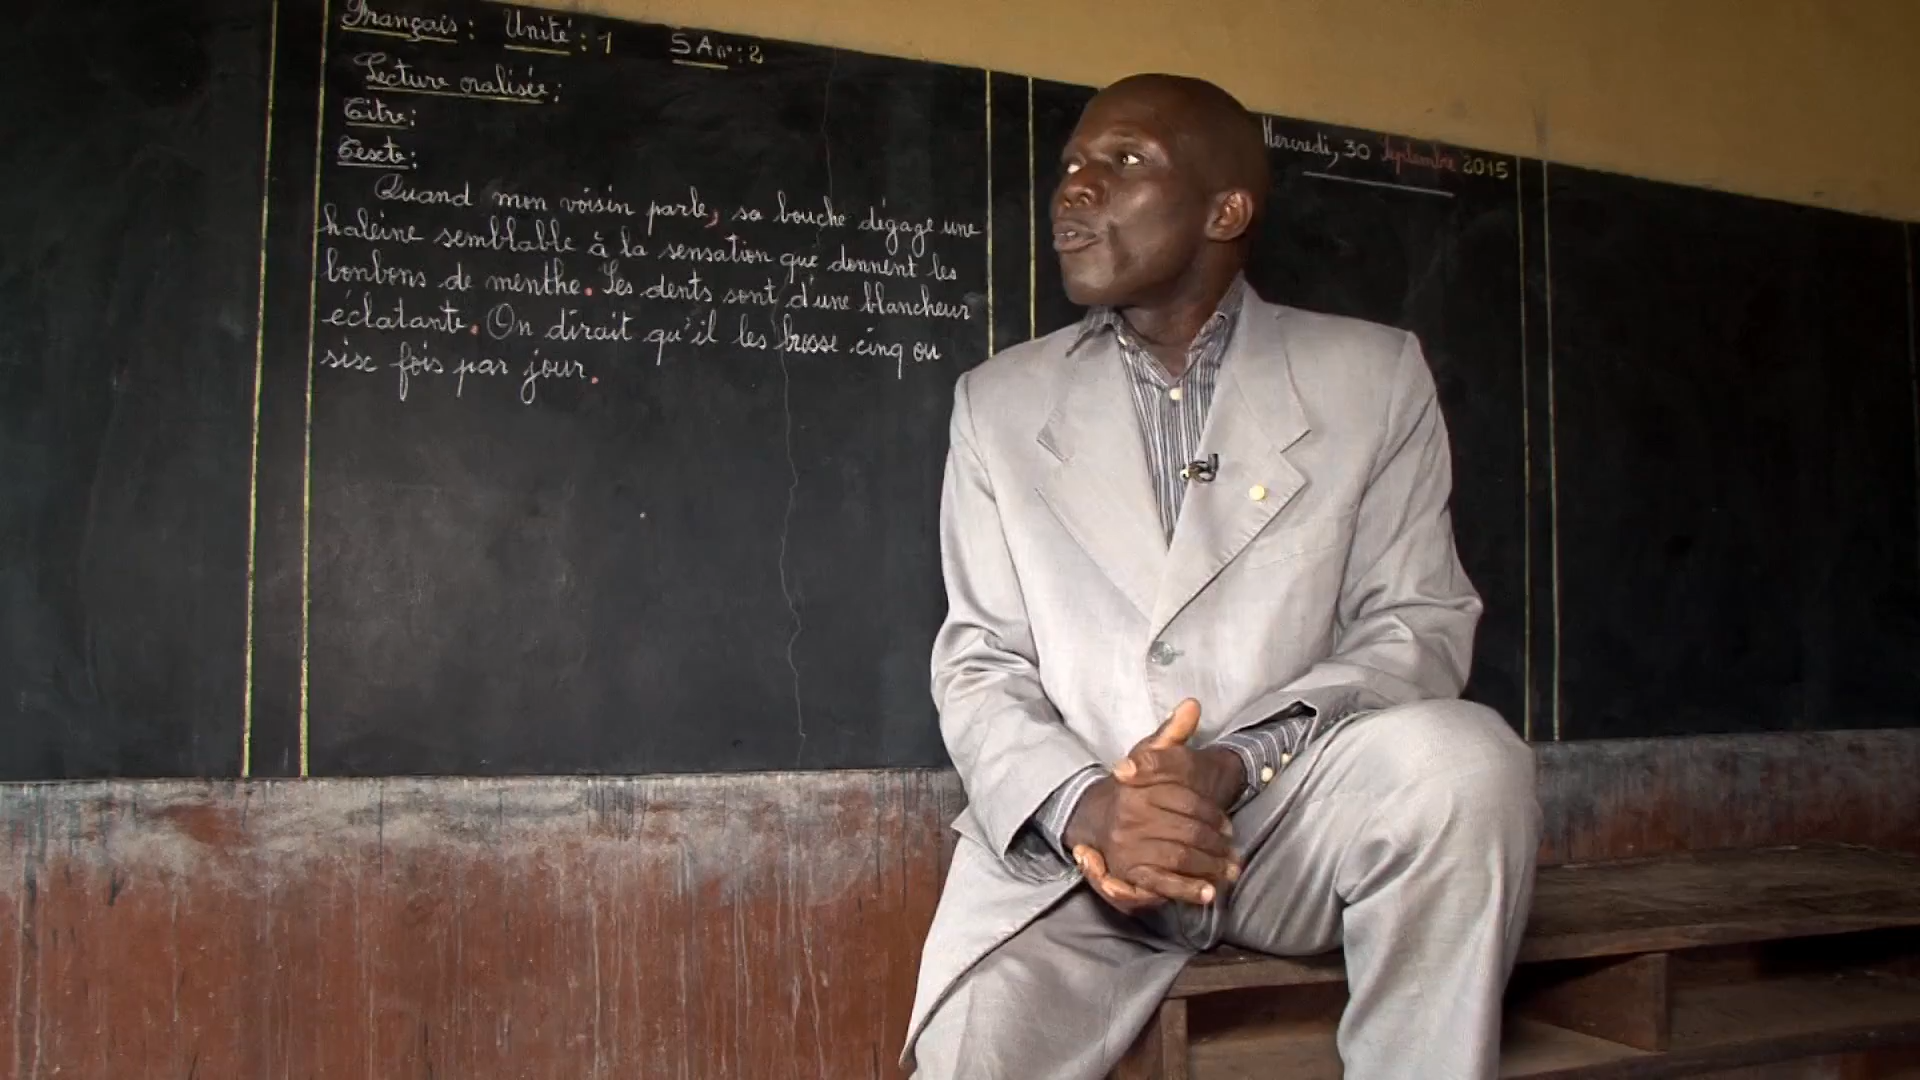 Français : Unité : 1 S A n° : 2
Lecture oralisée :
Titre :
Texte :
Quand mon voisin parle, sa bouche dégage une
haleine semblable à la sensation que donnent les
bonbons de menthe. Ses dents sont d'une blancheur
éclatante. On dirait qu'il les brosse cinq ou
six fois par jour.
Mercredi, 30 Septembre 2015